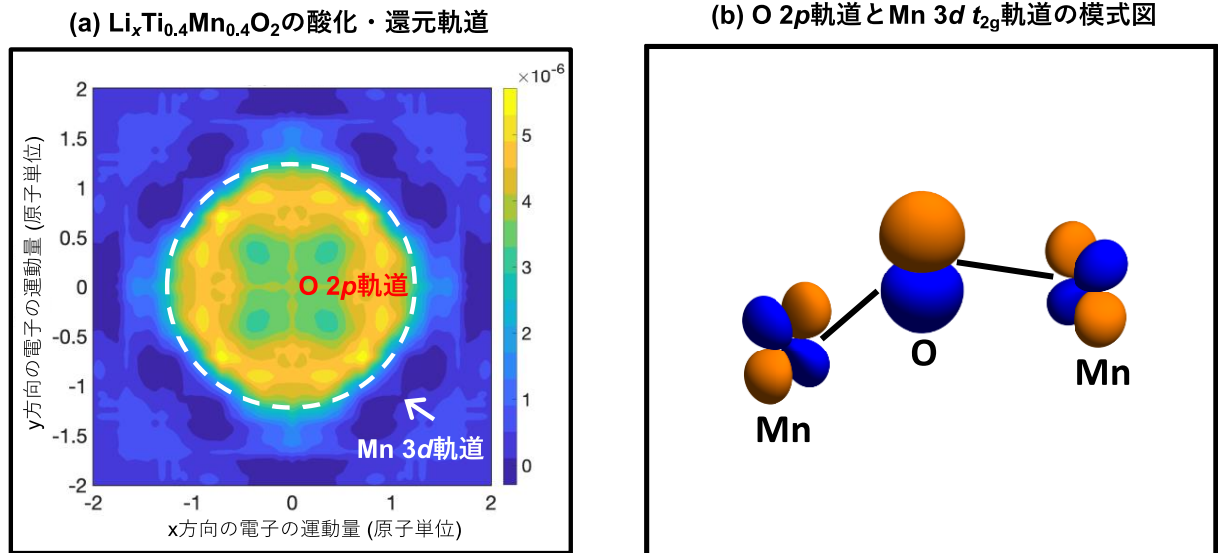 (a) LixTi0.4Mn0.4O2の酸化・還元軌道
(b) O 2p軌道とMn 3d t2g軌道の模式図
×10-6
2
1.5
1
0.5
0
-0.5
-1
-1.5
-2
-2
-1
0
1
2
5
4
3
2
1
0
y方向の電子の運動量 (原子単位)
x方向の電子の運動量 (原子単位)
O 2p軌道
Mn 3d軌道
O
Mn
Mn